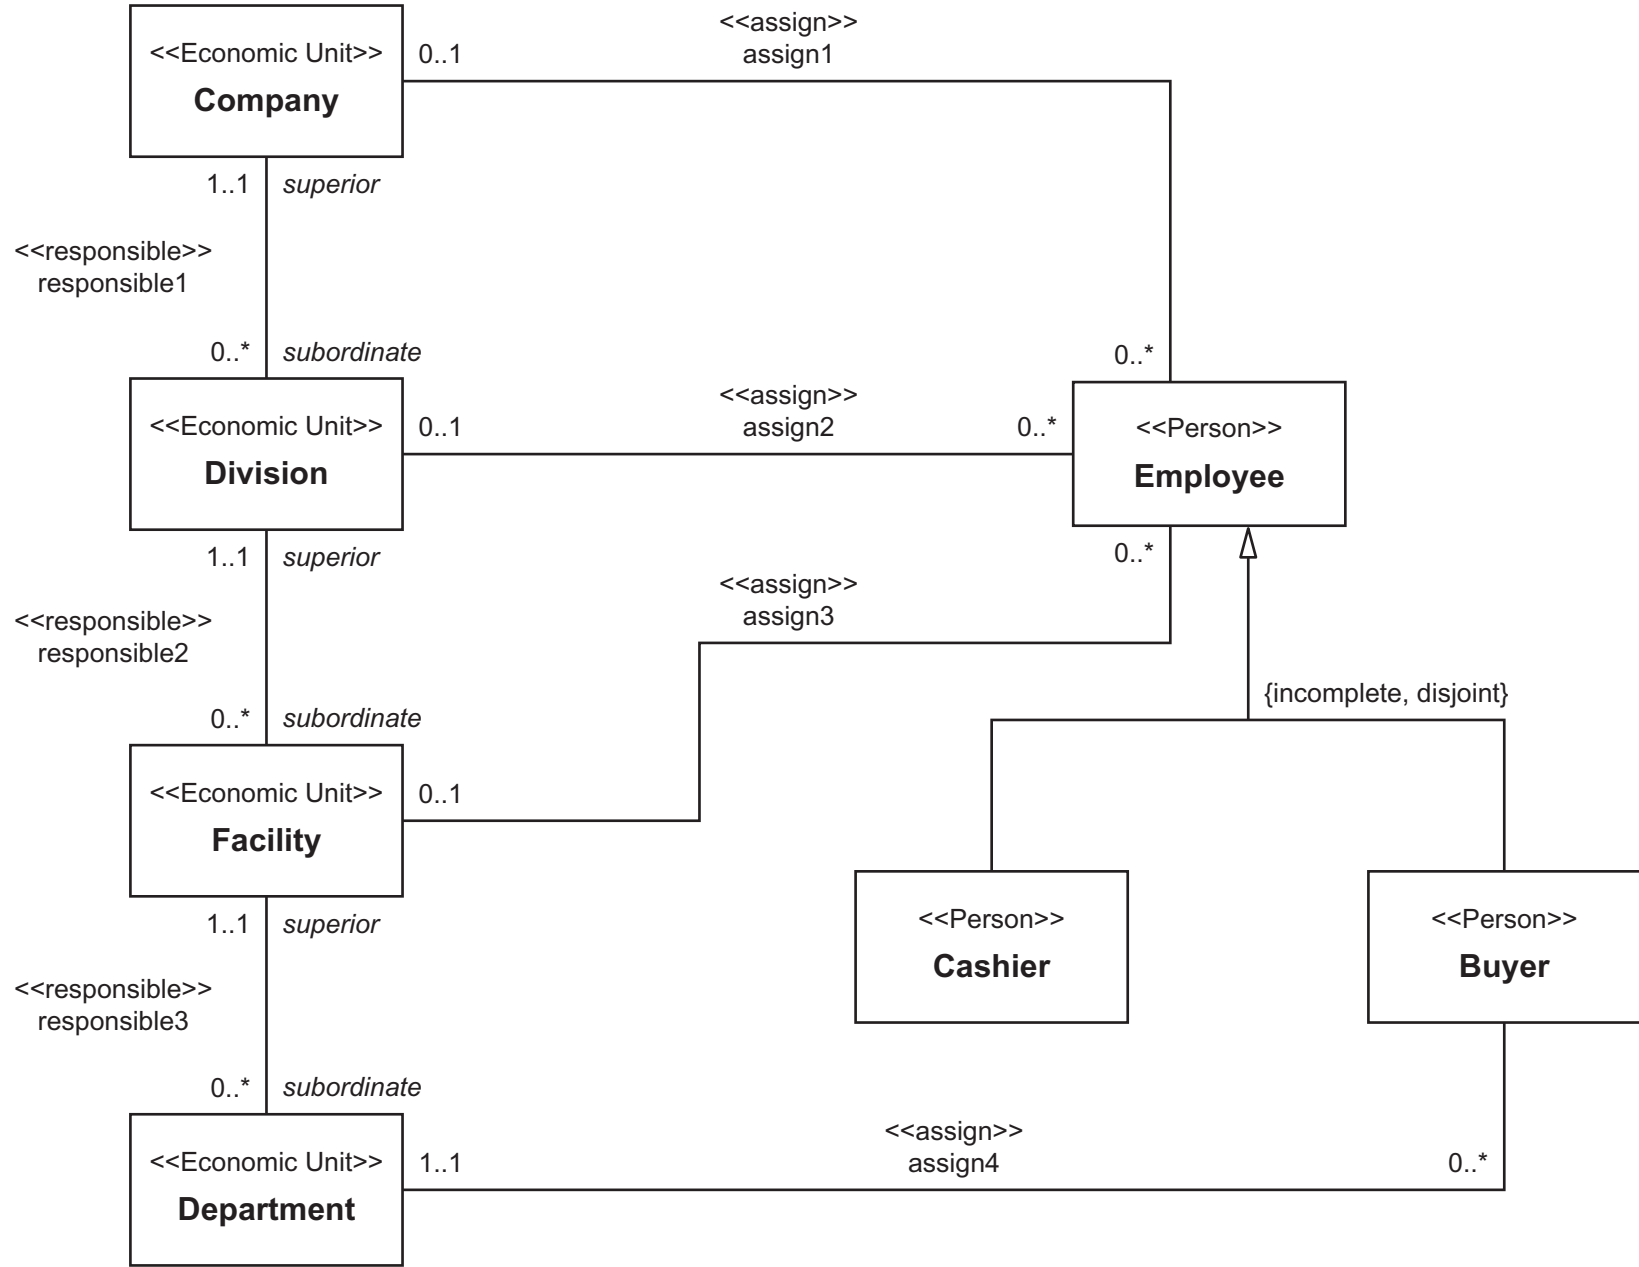 <<assign>>
assign1
<<Economic Unit>>
Company
0..1
1..1
superior
<<responsible>>
responsible1
0..*
subordinate
0..*
<<Economic Unit>>
Division
0..1
<<assign>>
assign2
0..*
<<Person>>
Employee
1..1
superior
0..*
<<assign>>
assign3
<<responsible>>
responsible2
{incomplete, disjoint}
0..*
subordinate
<<Economic Unit>>
Facility
0..1
1..1
superior
<<Person>>
Cashier
<<Person>>
Buyer
<<responsible>>
responsible3
0..*
subordinate
<<Economic Unit>>
Department
1..1
<<assign>>
assign4
0..*